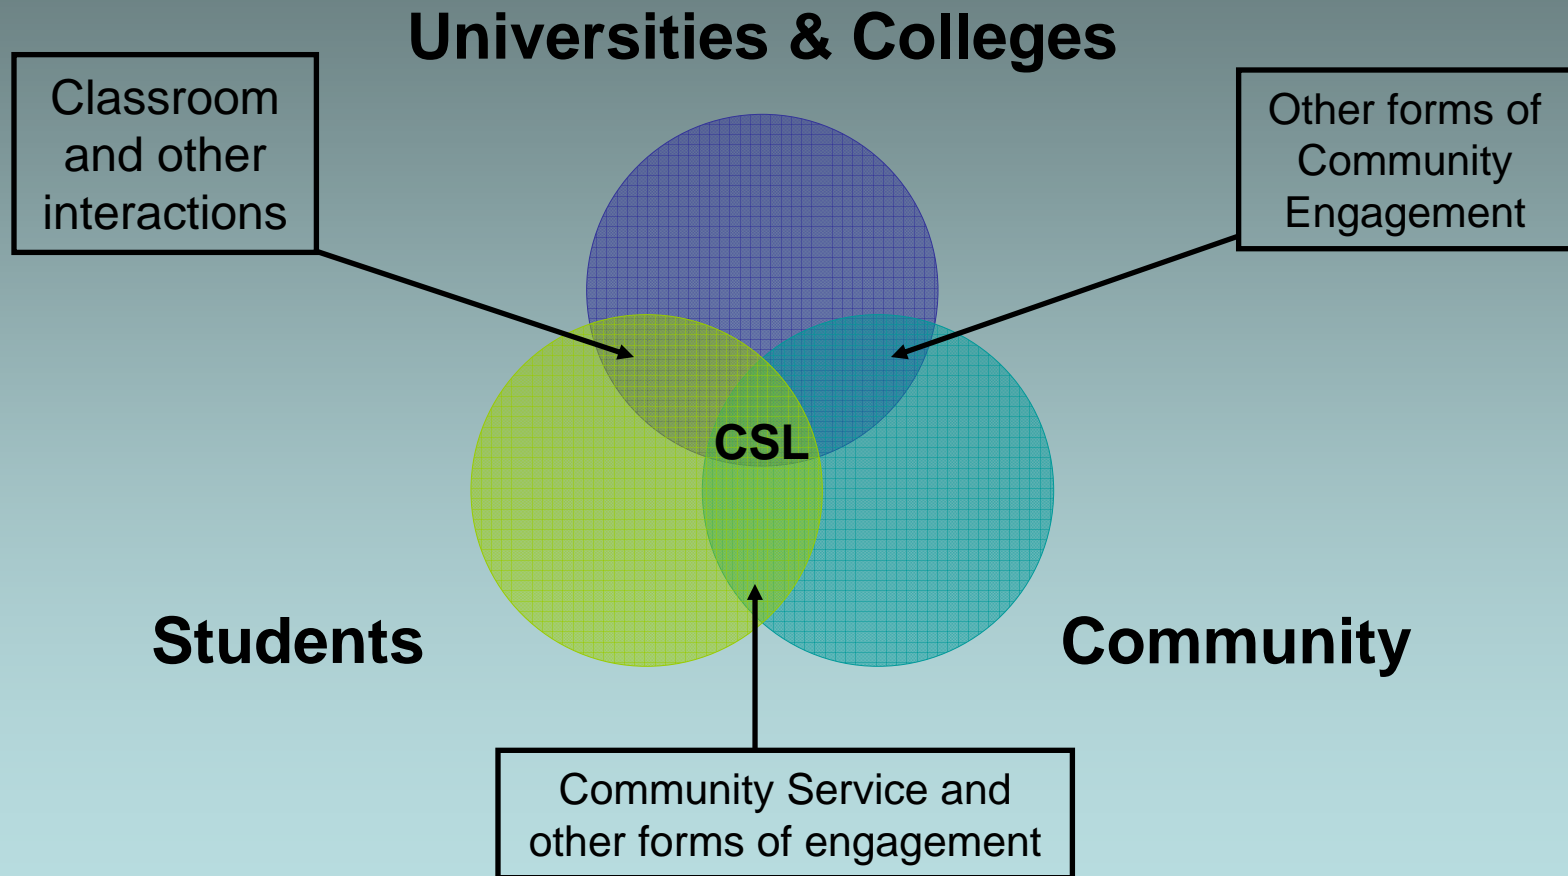 Universities & Colleges
Classroom
and other
interactions
Other forms of
Community
Engagement
CSL
Students
Community
Community Service and
other forms of engagement